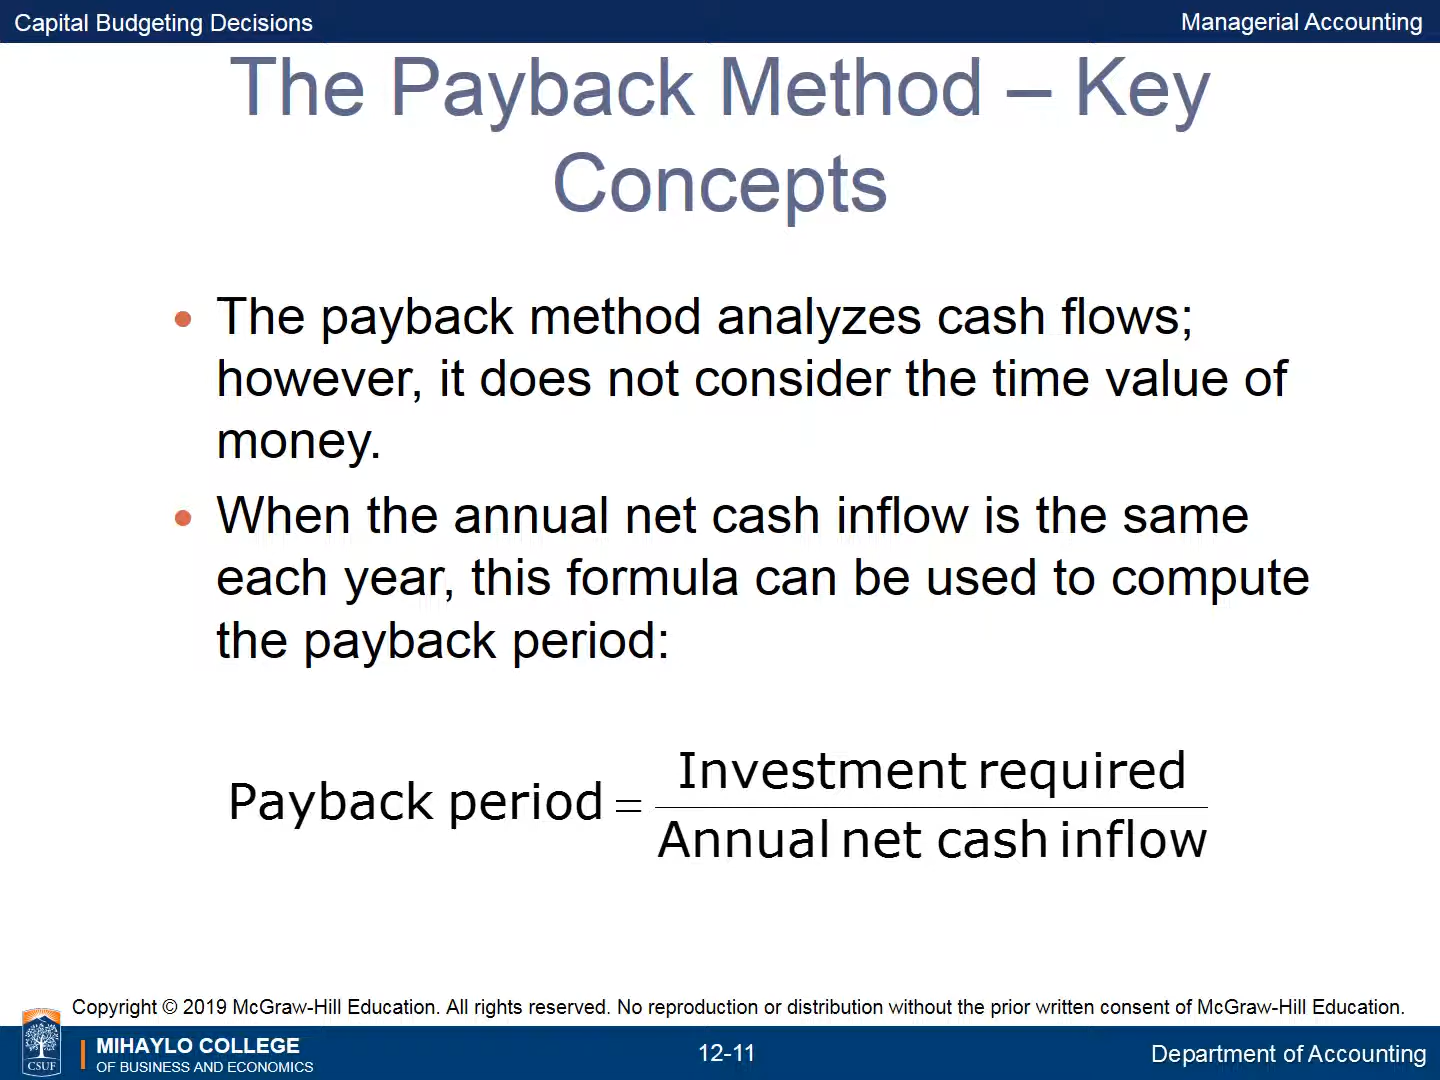 Capital Budgeting Decisions
Managerial Accounting
The Payback Method – Key
Concepts
• The payback method analyzes cash flows;
however, it does not consider the time value of
money.
• When the annual net cash inflow is the same
each year, this formula can be used to compute
the payback period:
Payback period = Investment required
Annual net cash inflow
Copyright © 2019 McGraw-Hill Education. All rights reserved. No reproduction or distribution without the prior written consent of McGraw-Hill Education.
CSUF
MIHAYLO COLLEGE
OF BUSINESS AND ECONOMICS
12-11
Department of Accounting